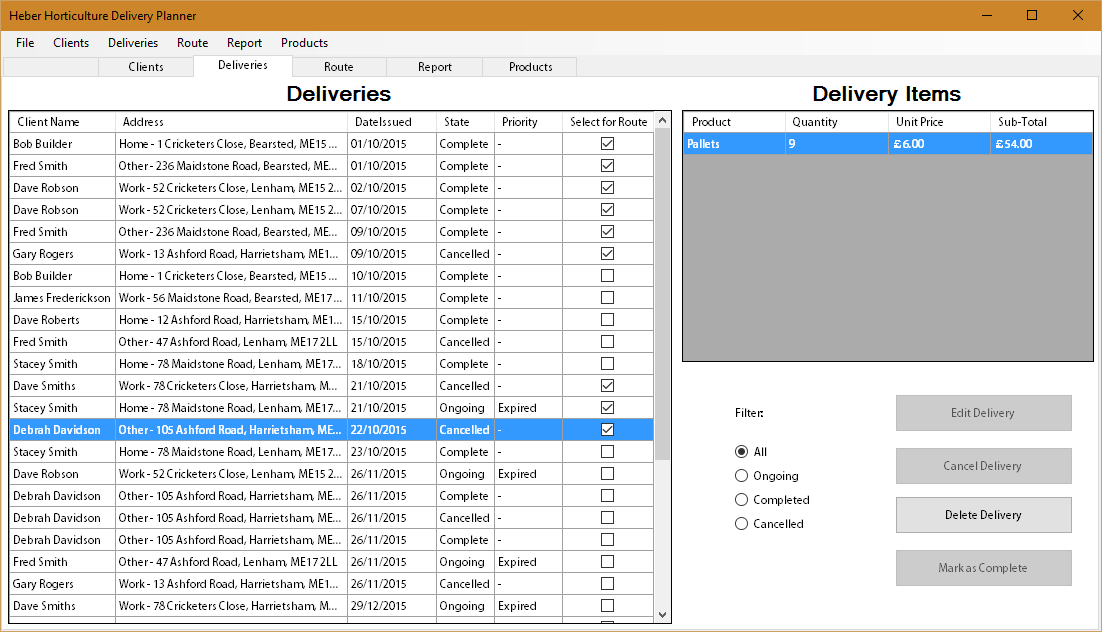 Heber Horticulture Delivery Planner
File Clients Deliveries Route Report Products
Clients Deliveries Route Report Products
Deliveries
Client Name Address DateIssued State Priority Select for Route
Bob Builder Home - 1 Cricketers Close, Bearsted, ME15 ... 01/10/2015 Complete -
Fred Smith Other - 236 Maidstone Road, Bearsted, ME... 01/10/2015 Complete -
Dave Robson Work - 52 Cricketers Close, Lenham, ME15 2... 02/10/2015 Complete -
Dave Robson Work - 52 Cricketers Close, Lenham, ME15 2... 07/10/2015 Complete -
Fred Smith Other - 236 Maidstone Road, Bearsted, ME... 09/10/2015 Complete -
Gary Rogers Work - 13 Ashford Road, Harrietsham, ME1... 09/10/2015 Cancelled -
Bob Builder Home - 1 Cricketers Close, Bearsted, ME15 ... 10/10/2015 Complete -
James Frederickson Work - 56 Maidstone Road, Bearsted, ME17... 11/10/2015 Complete -
Dave Roberts Home - 12 Ashford Road, Harrietsham, ME1... 15/10/2015 Complete -
Fred Smith Other - 47 Ashford Road, Lenham, ME17 2LL 15/10/2015 Cancelled -
Stacey Smith Home - 78 Maidstone Road, Lenham, ME17... 18/10/2015 Complete -
Dave Smiths Work - 78 Cricketers Close, Harrietsham, M... 21/10/2015 Cancelled -
Stacey Smith Home - 78 Maidstone Road, Lenham, ME17... 21/10/2015 Ongoing Expired
Debrah Davidson Other - 105 Ashford Road, Harrietsham, ME... 22/10/2015 Cancelled -
Stacey Smith Home - 78 Maidstone Road, Lenham, ME17... 23/10/2015 Complete -
Dave Robson Work - 52 Cricketers Close, Lenham, ME15 2... 26/11/2015 Ongoing Expired
Debrah Davidson Other - 105 Ashford Road, Harrietsham, ME... 26/11/2015 Complete -
Debrah Davidson Other - 105 Ashford Road, Harrietsham, ME... 26/11/2015 Cancelled -
Debrah Davidson Other - 105 Ashford Road, Harrietsham, ME... 26/11/2015 Complete -
Fred Smith Other - 47 Ashford Road, Lenham, ME17 2LL 26/11/2015 Ongoing Expired
Gary Rogers Work - 13 Ashford Road, Harrietsham, ME1... 26/11/2015 Cancelled -
Dave Smiths Work - 78 Cricketers Close, Harrietsham, M... 29/12/2015 Ongoing Expired
Delivery Items
Product Quantity Unit Price Sub-Total
Pallets 9 £6.00 £54.00
Filter:
All
Ongoing
Completed
Cancelled
Edit Delivery
Cancel Delivery
Delete Delivery
Mark as Complete